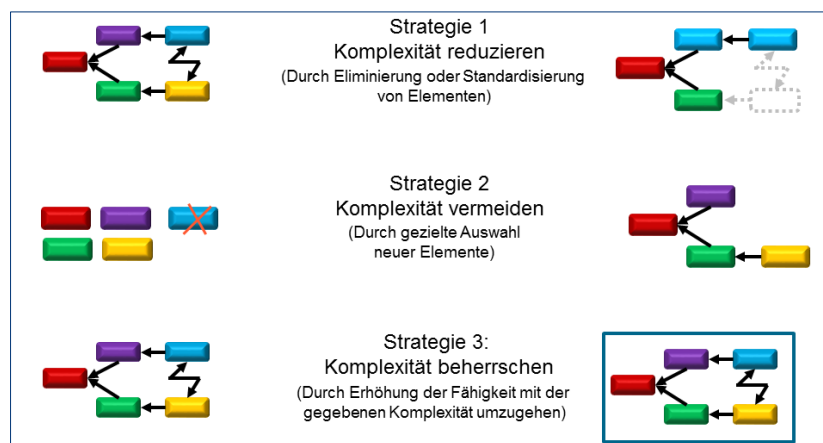 Strategie 1
Komplexität reduzieren
(Durch Eliminierung oder Standardisierung
von Elementen)
Strategie 2
Komplexität vermeiden
(Durch gezielte Auswahl
neuer Elemente)
Strategie 3:
Komplexität beherrschen
(Durch Erhöhung der Fähigkeit mit der
gegebenen Komplexität umzugehen)